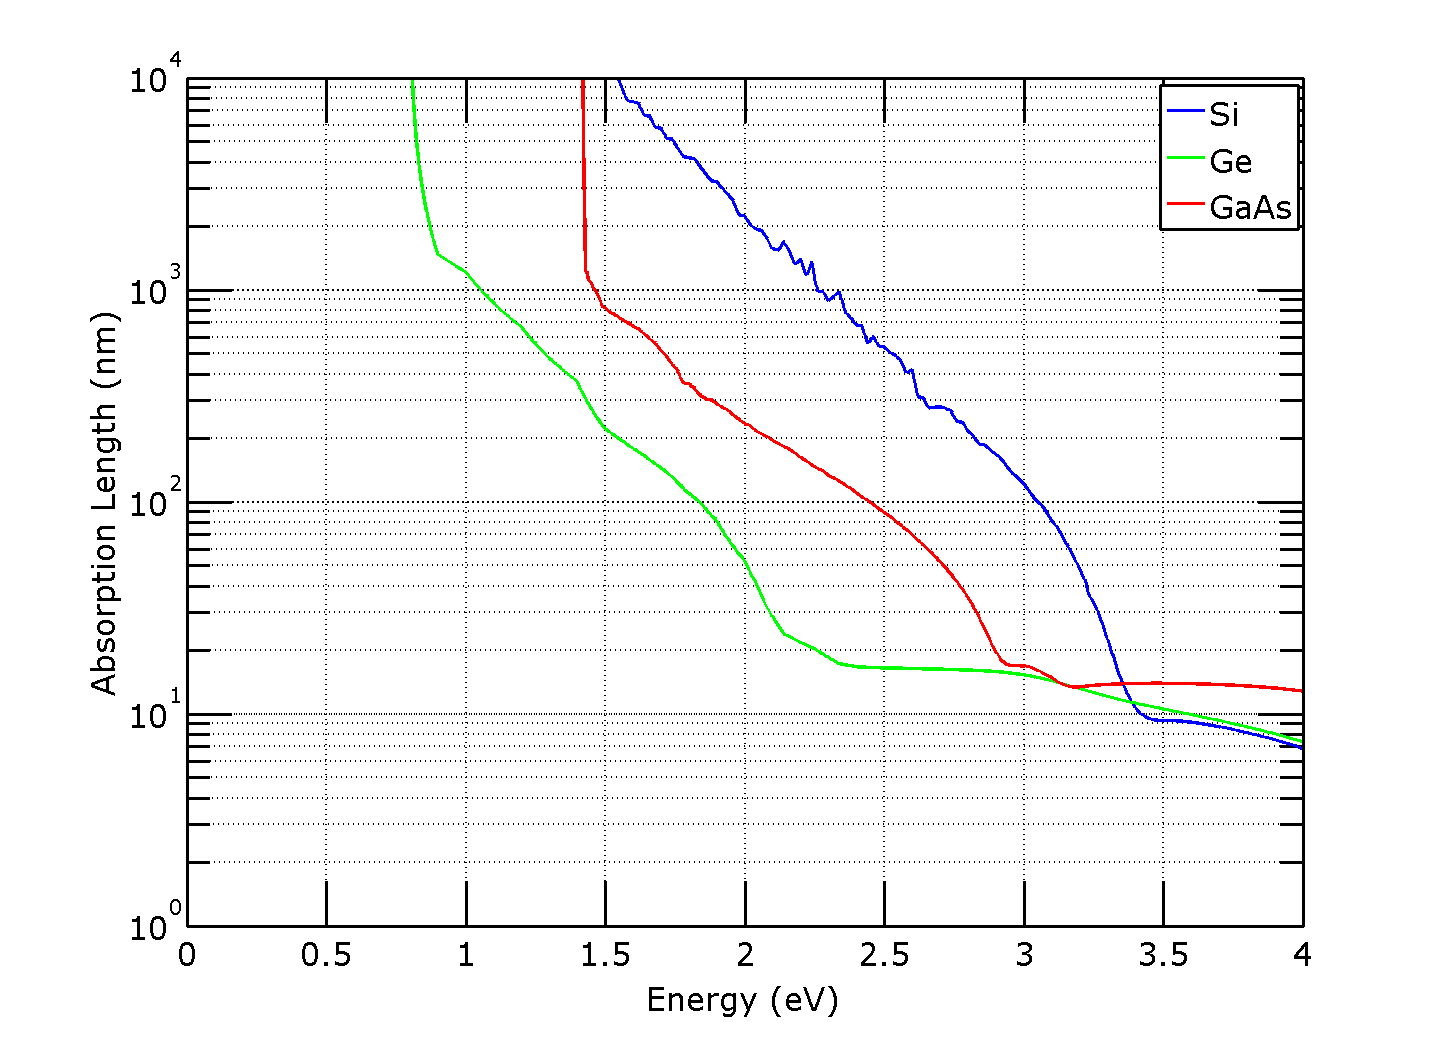 10^4
10^3
10^2
10^1
10^0
Absorption Length (nm)
Si
Ge
GaAs
0 0.5 1 1.5 2 2.5 3 3.5 4
Energy (eV)